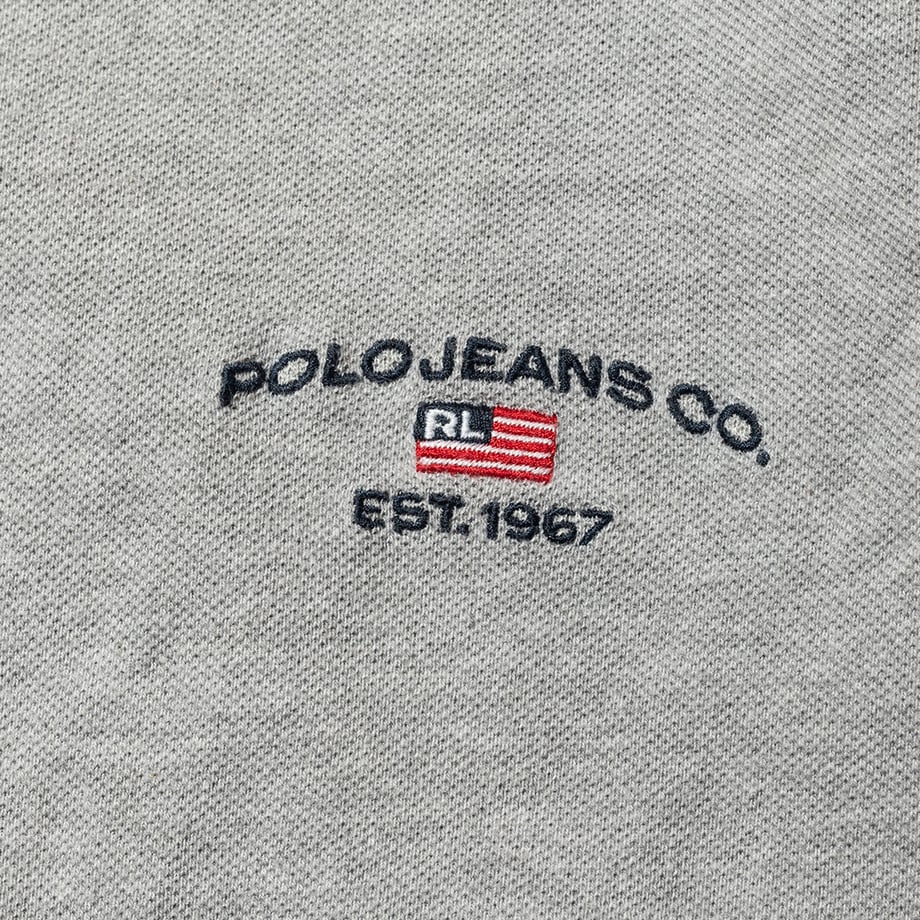 POLO JEANS CO.
RL
EST. 1967